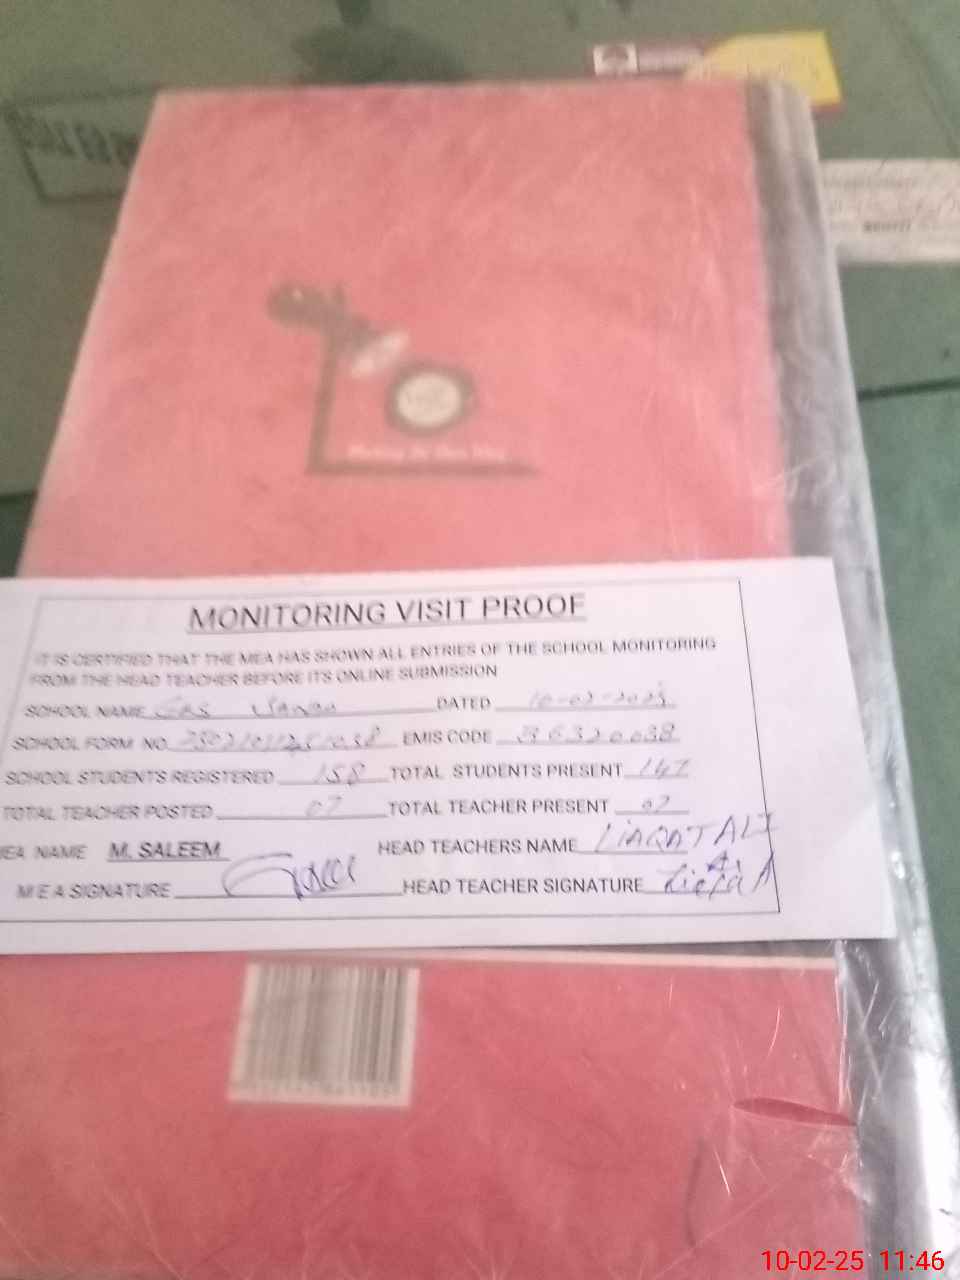 MONITORING VISIT PROOF
IT IS CERTIFIED THAT THE MEA HAS SHOWN ALL ENTRIES OF THE SCHOOL MONITORING
FROM THE HEAD TEACHER BEFORE ITS ONLINE SUBMISSION
SCHOOL NAME DATED 10-02-2025
SCHOOL FORM NO. EMIS CODE 36320038
SCHOOL STUDENTS REGISTERED 158 TOTAL STUDENTS PRESENT 147
TOTAL TEACHER POSTED 07 TOTAL TEACHER PRESENT 07
MEA NAME M. SALEEM HEAD TEACHERS NAME LIAQAT ALI
M E A SIGNATURE HEAD TEACHER SIGNATURE
10-02-25 11:46